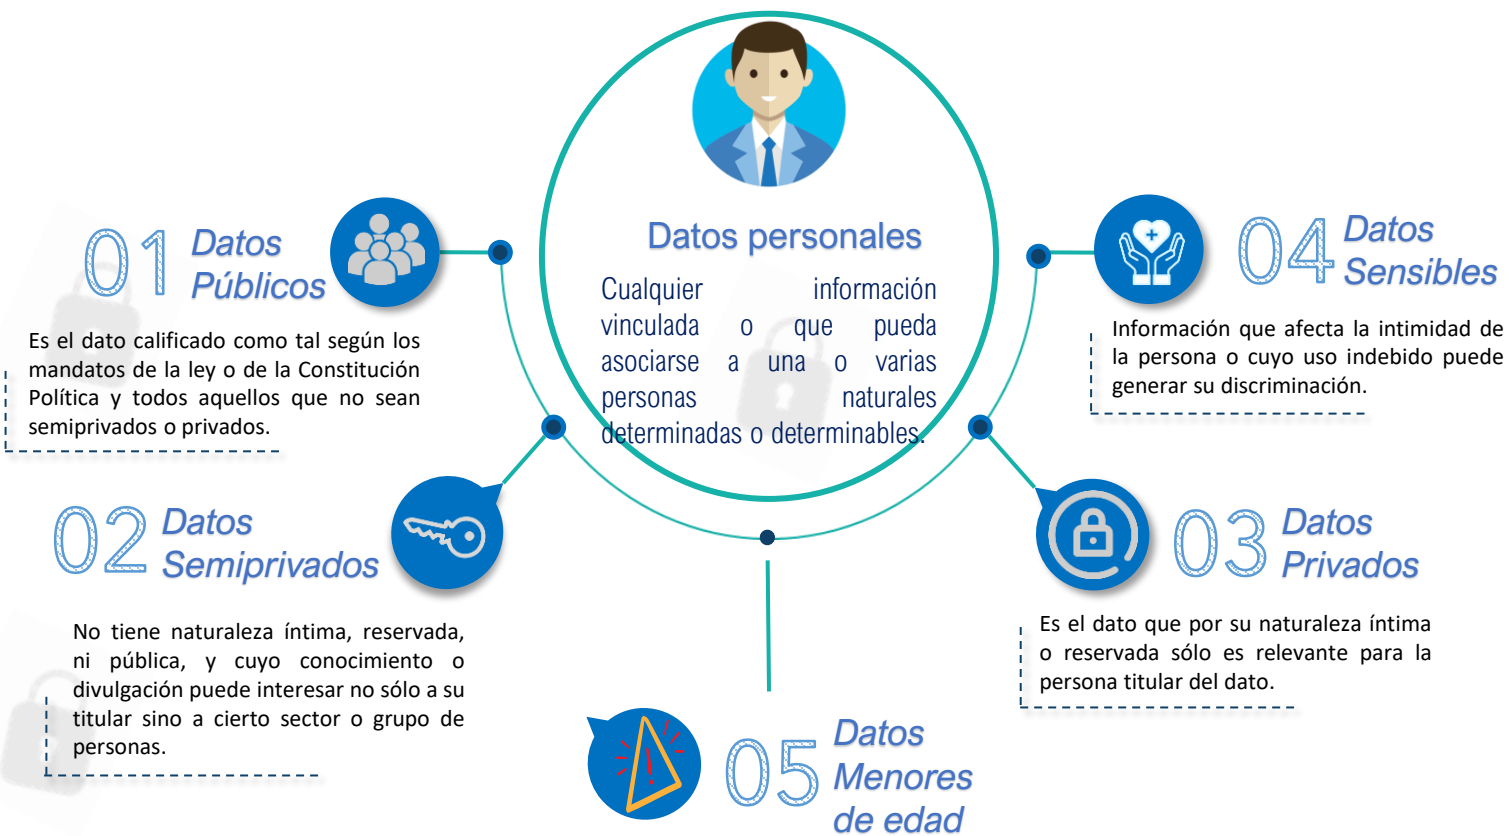 Datos personales
Cualquier información
vinculada o que pueda
asociarse a una o varias
personas naturales
determinadas o determinables.
01 Datos
Públicos
Es el dato calificado como tal según los
mandatos de la ley o de la Constitución
Política y todos aquellos que no sean
semiprivados o privados.
02 Datos
Semiprivados
No tiene naturaleza íntima, reservada,
ni pública, y cuyo conocimiento o
divulgación puede interesar no sólo a su
titular sino a cierto sector o grupo de
personas.
03 Datos
Privados
Es el dato que por su naturaleza íntima
o reservada sólo es relevante para la
persona titular del dato.
04 Datos
Sensibles
Información que afecta la intimidad de
la persona o cuyo uso indebido puede
generar su discriminación.
05 Datos
Menores
de edad